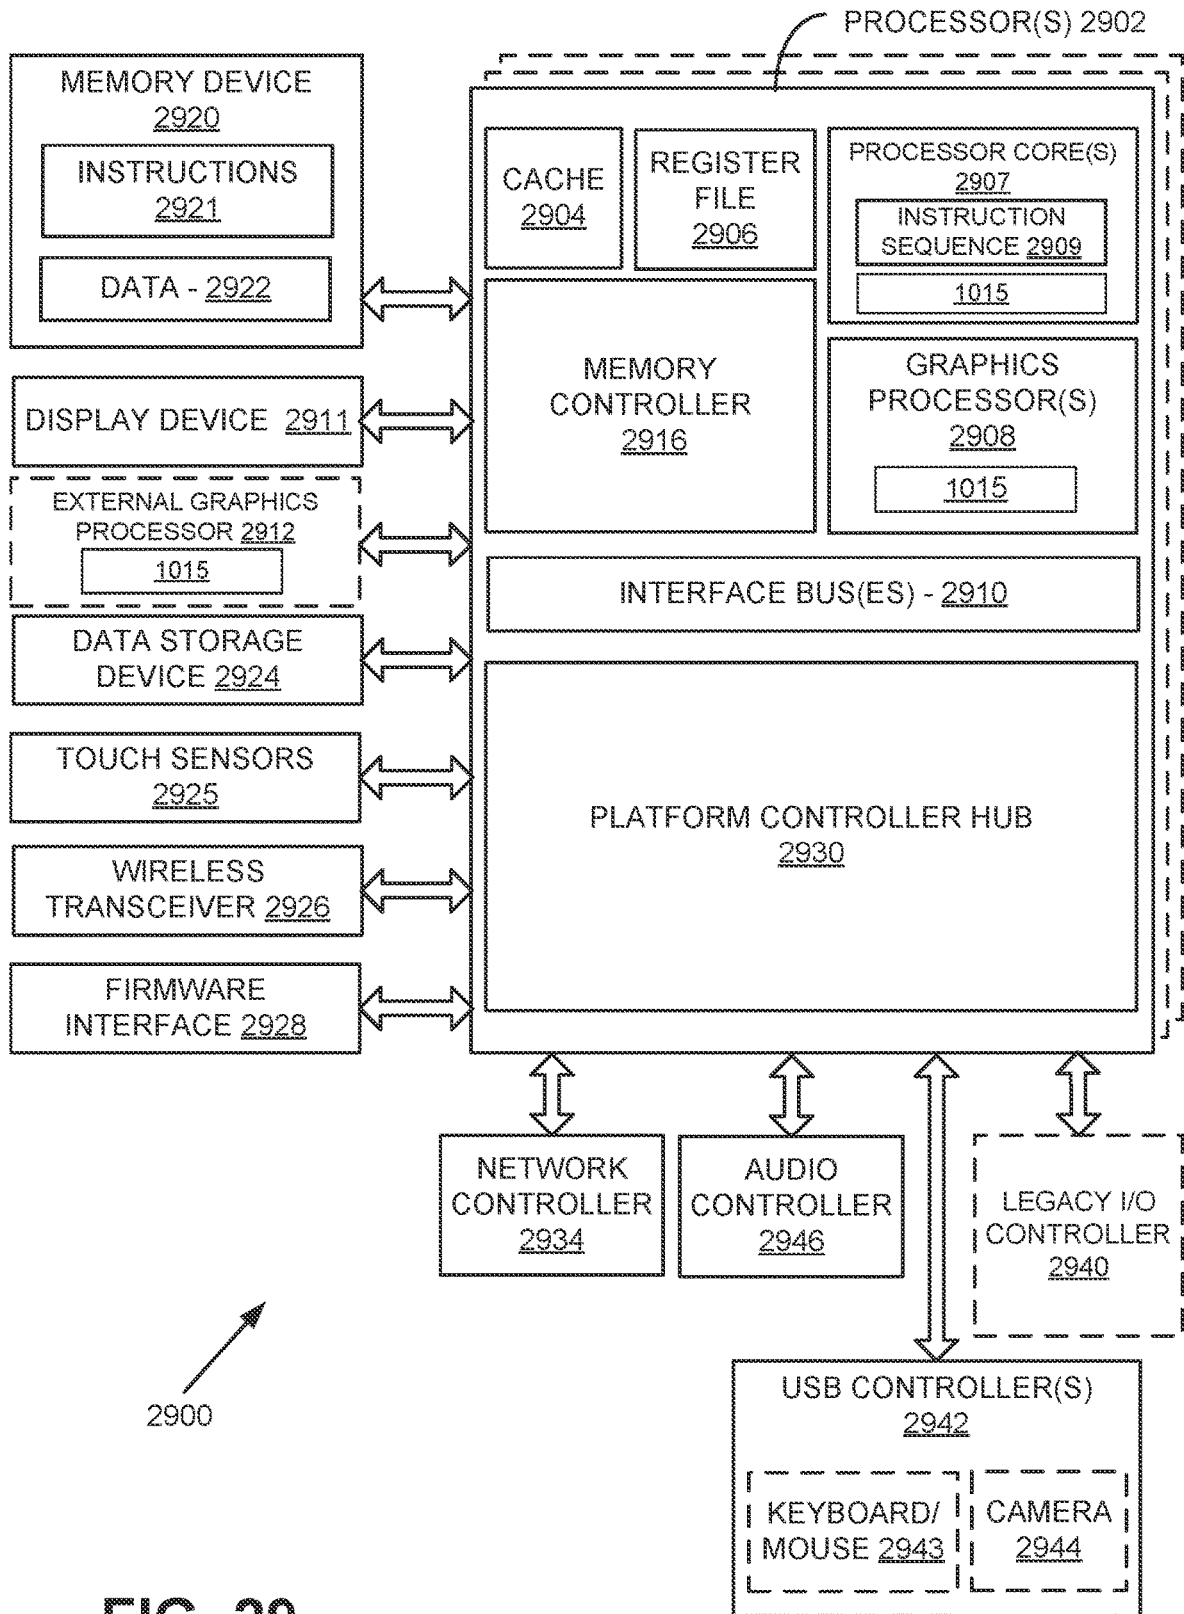 PROCESSOR(S) 2902
MEMORY DEVICE
2920
INSTRUCTIONS
2921
DATA - 2922
DISPLAY DEVICE 2911
EXTERNAL GRAPHICS
PROCESSOR 2912
1015
DATA STORAGE
DEVICE 2924
TOUCH SENSORS
2925
WIRELESS
TRANSCEIVER 2926
FIRMWARE
INTERFACE 2928
CACHE
2904
REGISTER
FILE
2906
PROCESSOR CORE(S)
2907
INSTRUCTION
SEQUENCE 2909
1015
MEMORY
CONTROLLER
2916
GRAPHICS
PROCESSOR(S)
2908
1015
INTERFACE BUS(ES) - 2910
PLATFORM CONTROLLER HUB
2930
NETWORK
CONTROLLER
2934
AUDIO
CONTROLLER
2946
LEGACY I/O
CONTROLLER
2940
2900
USB CONTROLLER(S)
2942
KEYBOARD/
MOUSE 2943
CAMERA
2944
FIG. 29